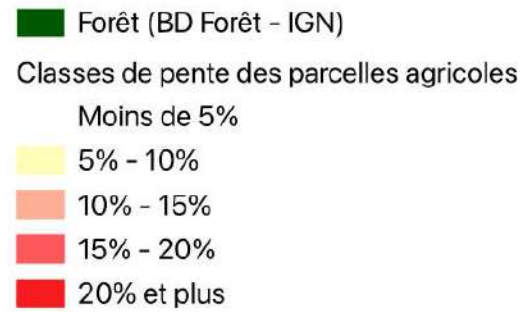 Forêt (BD Forêt - IGN)
Classes de pente des parcelles agricoles
Moins de 5%
5% - 10%
10% - 15%
15% - 20%
20% et plus